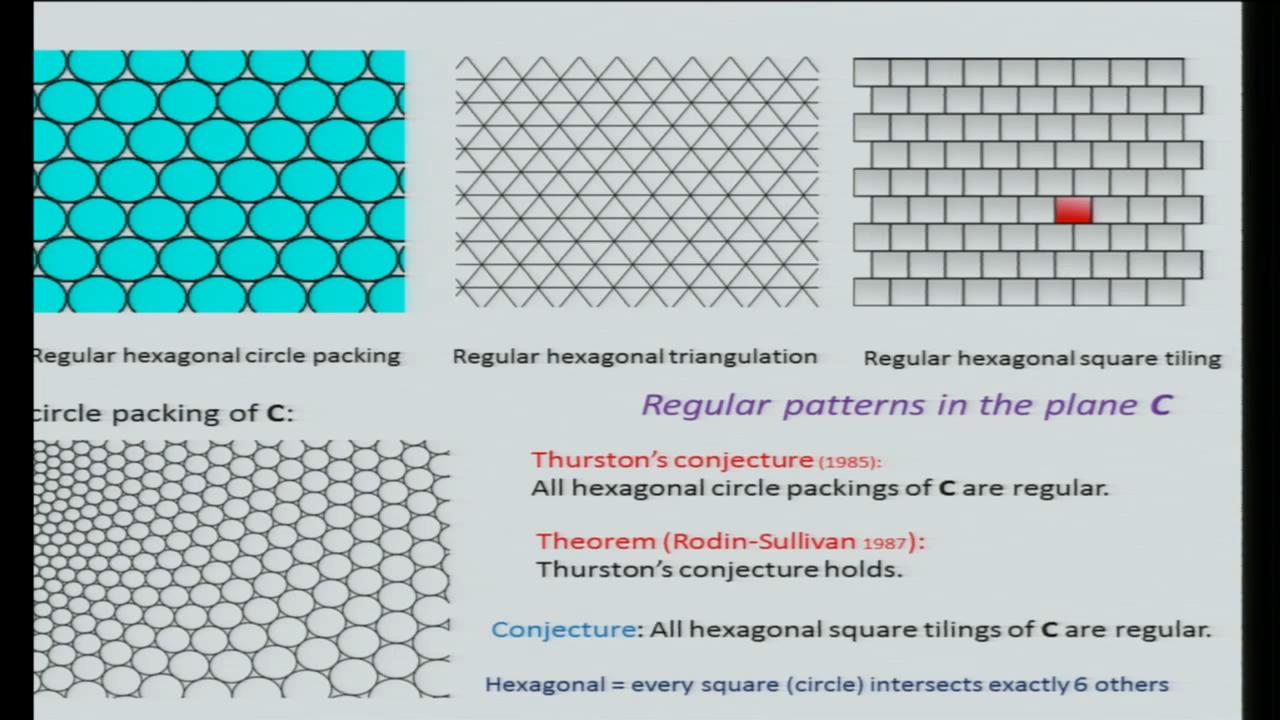 Regular hexagonal circle packing
Regular hexagonal triangulation
Regular hexagonal square tiling
circle packing of C:
Regular patterns in the plane C
Thurston's conjecture (1985):
All hexagonal circle packings of C are regular.
Theorem (Rodin-Sullivan 1987):
Thurston's conjecture holds.
Conjecture: All hexagonal square tilings of C are regular.
Hexagonal = every square (circle) intersects exactly 6 others